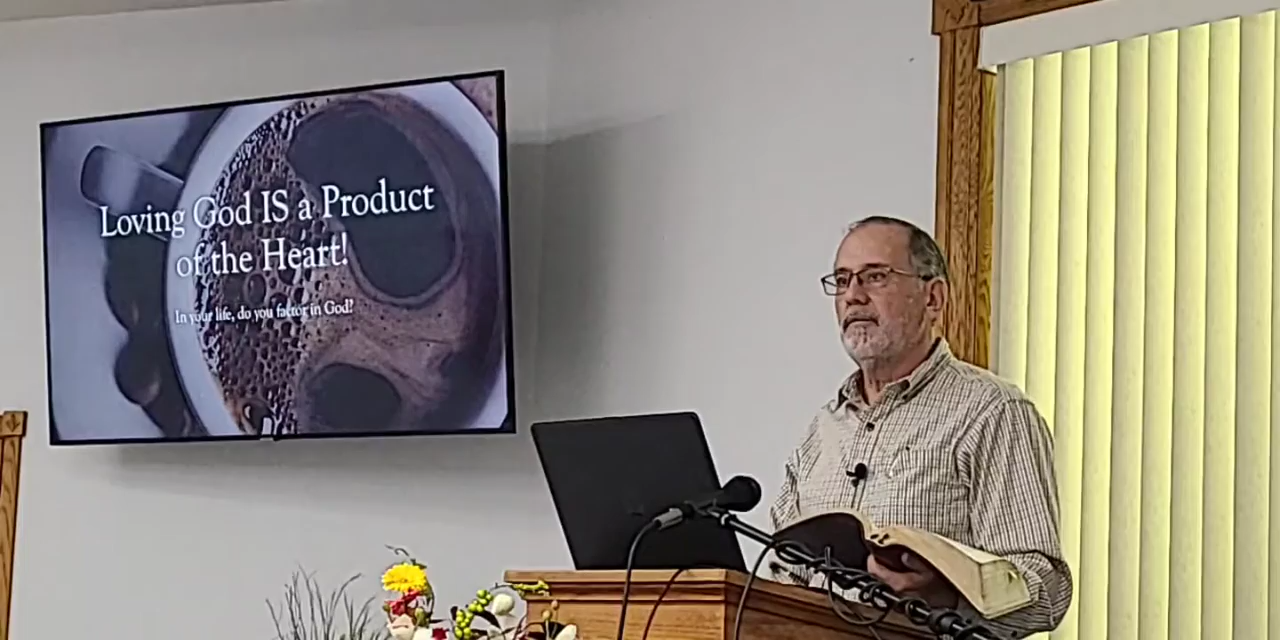 Loving God IS a Product
of the Heart!
In your life, do you factor in God?